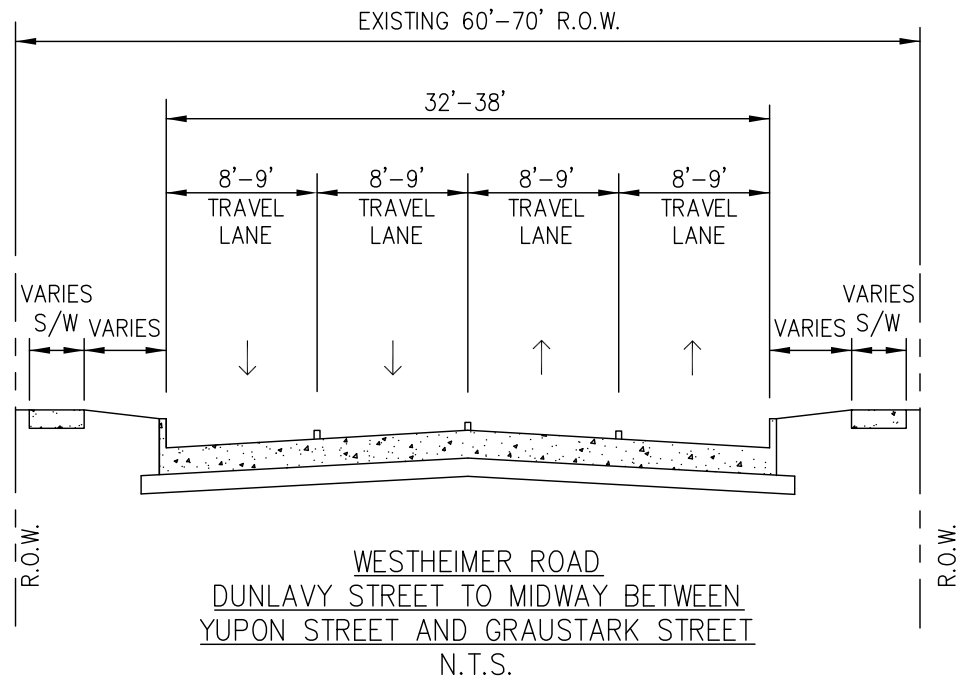 EXISTING 60'-70' R.O.W.
32'-38'
8'-9' 8'-9' 8'-9' 8'-9'
TRAVEL TRAVEL TRAVEL TRAVEL
LANE LANE LANE LANE
VARIES VARIES
S/W VARIES VARIES S/W
R.O.W. R.O.W.
WESTHEIMER ROAD
DUNLAVY STREET TO MIDWAY BETWEEN
YUPON STREET AND GRAUSTARK STREET
N.T.S.